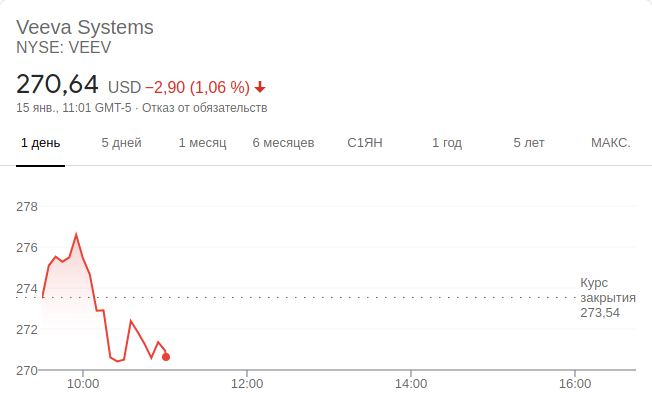 Veeva Systems
NYSE: VEEV
270,64 USD −2,90 (1,06 %)
15 янв., 11:01 GMT-5 · Отказ от обязательств
1 день 5 дней 1 месяц 6 месяцев С1ЯН 1 год 5 лет МАКС.
278
276
274
272
270
Курс
закрытия
273,54
10:00 12:00 14:00 16:00